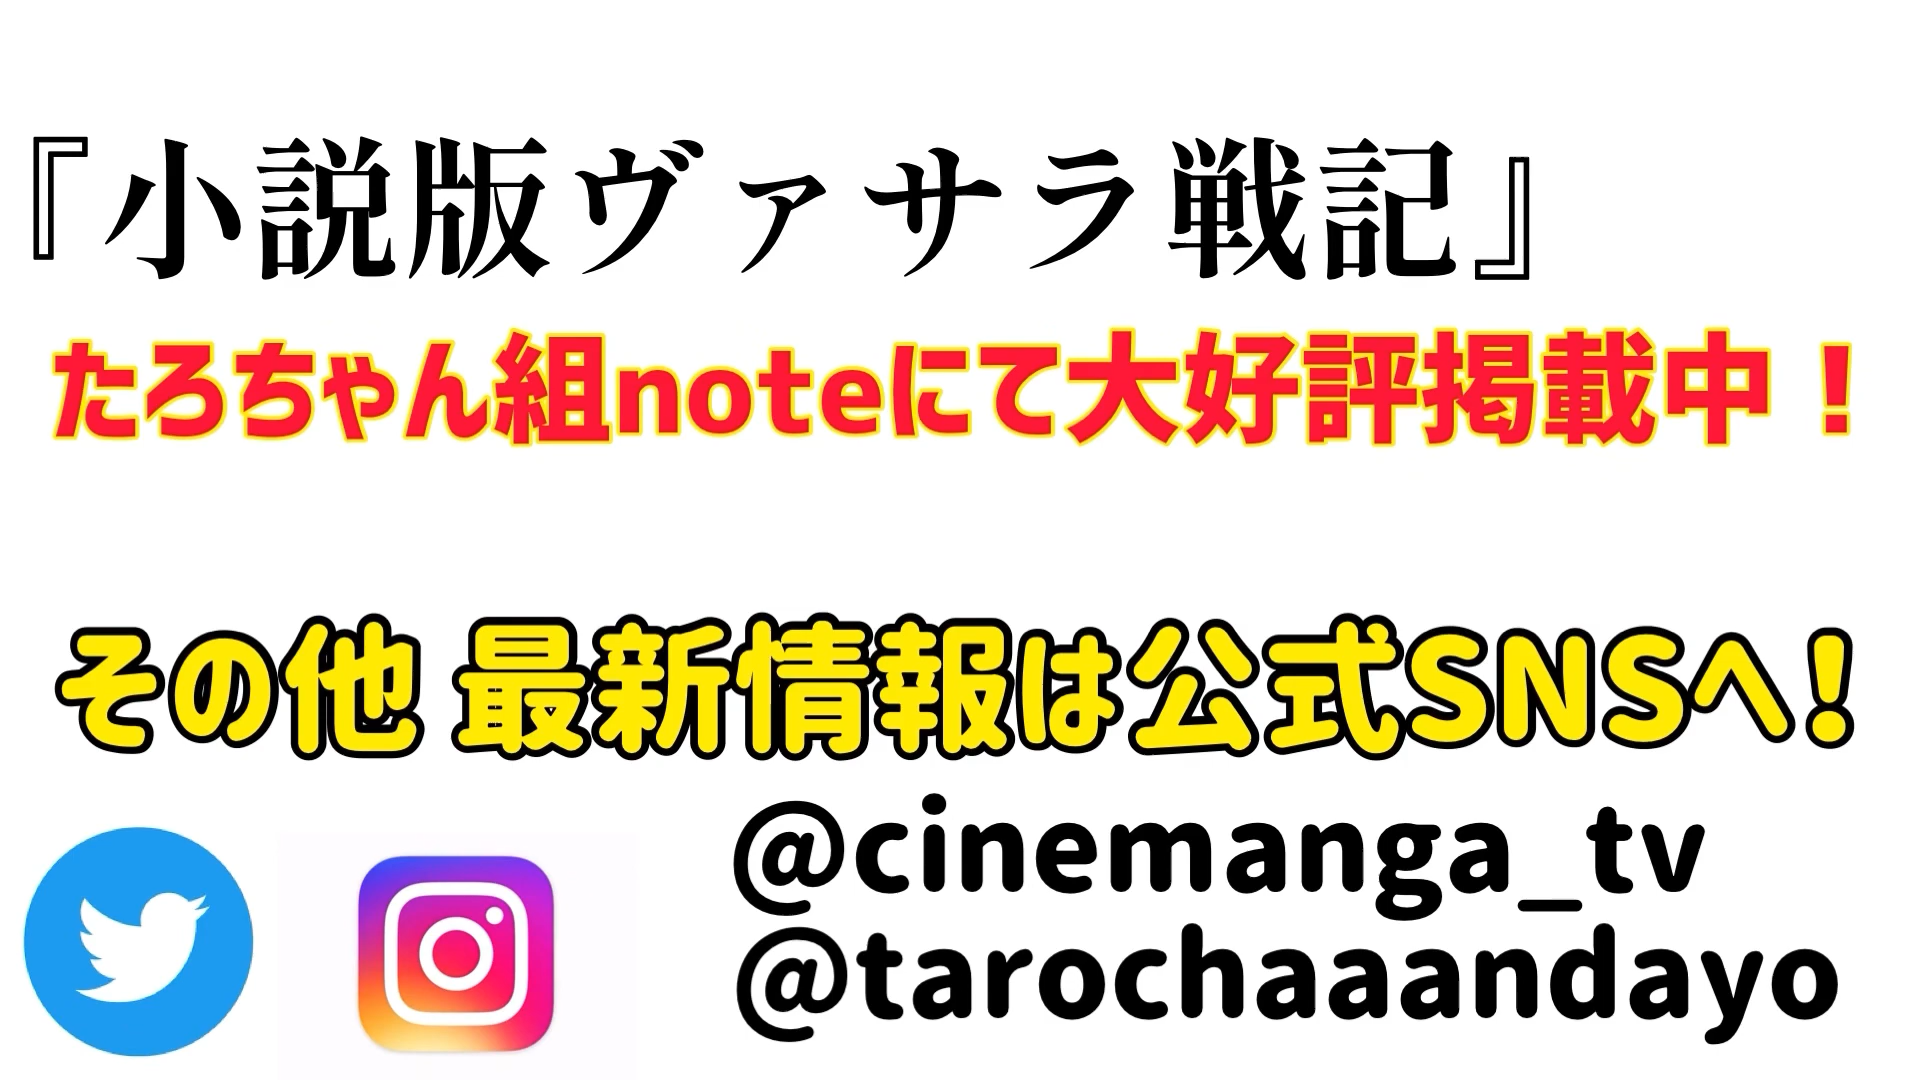 『小説版ヴァサラ戦記』
たろちゃん組noteにて大好評掲載中！
その他 最新情報は公式SNSへ！
@cinemanga_tv
@tarochaaandayo